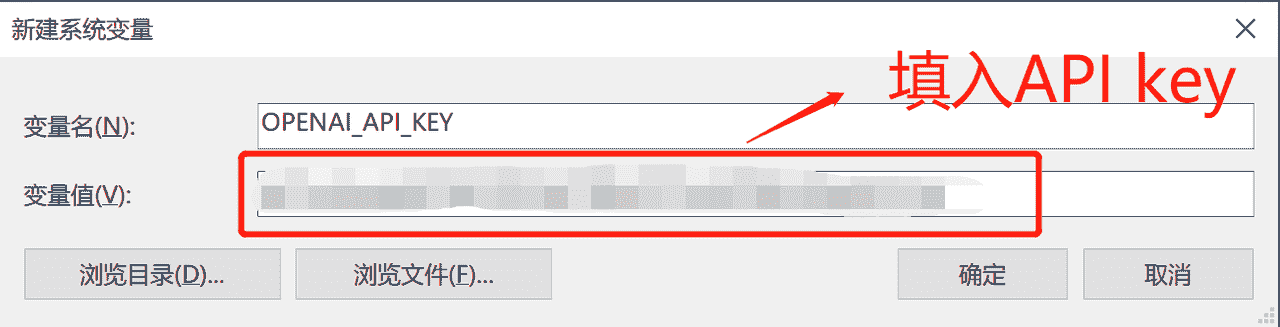 新建系统变量
填入API key
变量名(N):
OPENAI_API_KEY
变量值(V):
浏览目录(D)...
浏览文件(F)...
确定
取消